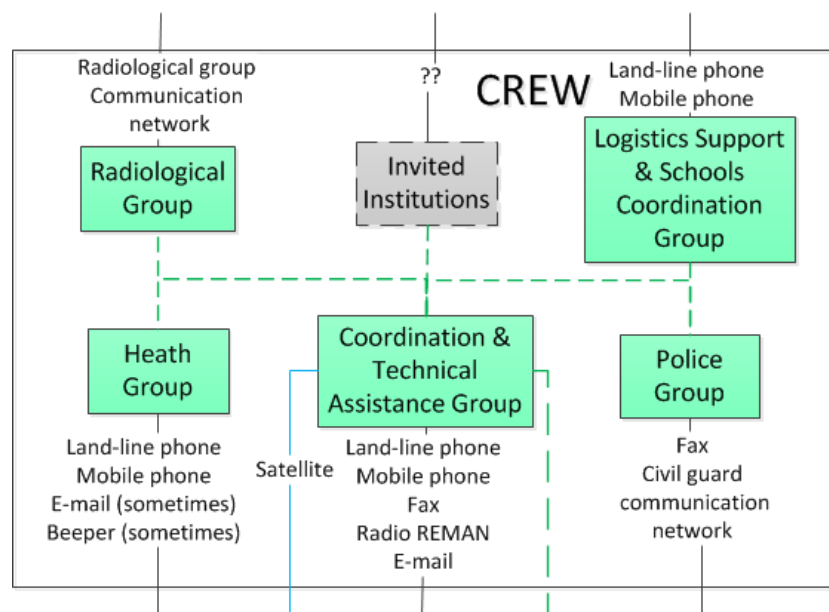 Radiological group
Communication
network
??
CREW
Land-line phone
Mobile phone
Radiological
Group
Invited
Institutions
Logistics Support
& Schools
Coordination
Group
Heath
Group
Coordination &
Technical
Assistance Group
Police
Group
Land-line phone
Mobile phone
E-mail (sometimes)
Beeper (sometimes)
Satellite
Land-line phone
Mobile phone
Fax
Radio REMAN
E-mail
Fax
Civil guard
communication
network